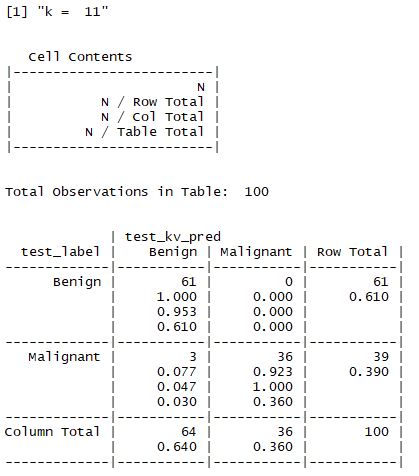 [1] "k =  11"
Cell Contents
|-------------------------|
|                       N |
|           N / Row Total |
|           N / Col Total |
|         N / Table Total |
|-------------------------|
Total Observations in Table:  100
             | test_kv_pred
  test_label |    Benign | Malignant | Row Total |
-------------|-----------|-----------|-----------|
      Benign |        61 |         0 |        61 |
             |     1.000 |     0.000 |     0.610 |
             |     0.953 |     0.000 |           |
             |     0.610 |     0.000 |           |
-------------|-----------|-----------|-----------|
   Malignant |         3 |        36 |        39 |
             |     0.077 |     0.923 |     0.390 |
             |     0.047 |     1.000 |           |
             |     0.030 |     0.360 |           |
-------------|-----------|-----------|-----------|
Column Total |        64 |        36 |       100 |
             |     0.640 |     0.360 |           |
-------------|-----------|-----------|-----------|